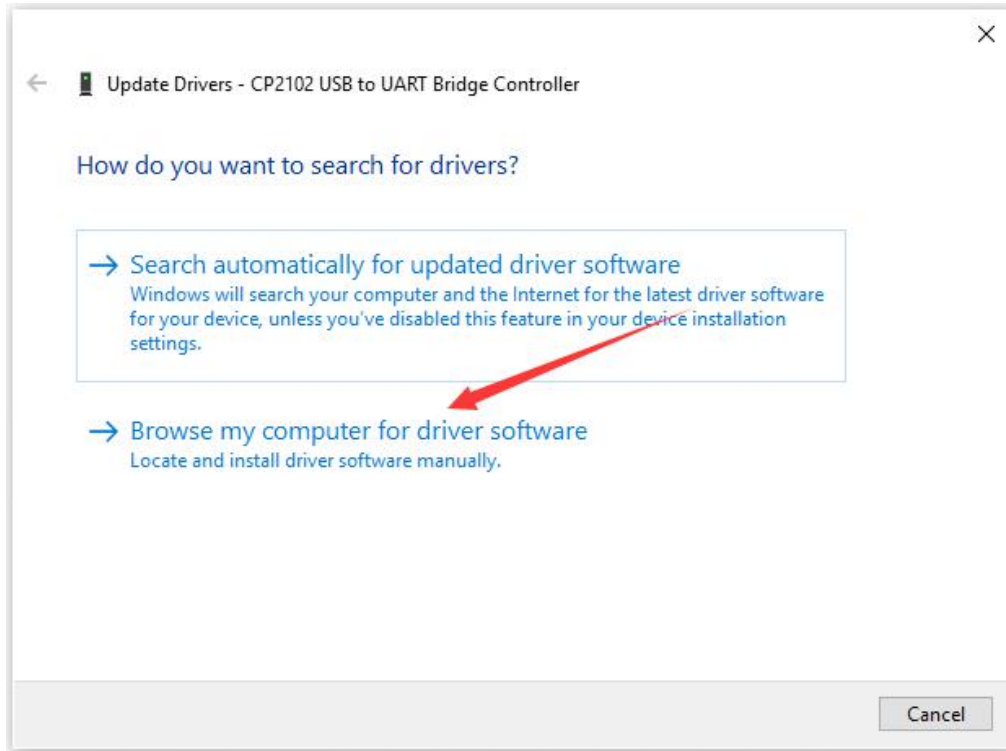 Update Drivers - CP2102 USB to UART Bridge Controller
How do you want to search for drivers?
Search automatically for updated driver software
Windows will search your computer and the Internet for the latest driver software
for your device, unless you've disabled this feature in your device installation
settings.
Browse my computer for driver software
Locate and install driver software manually.
Cancel